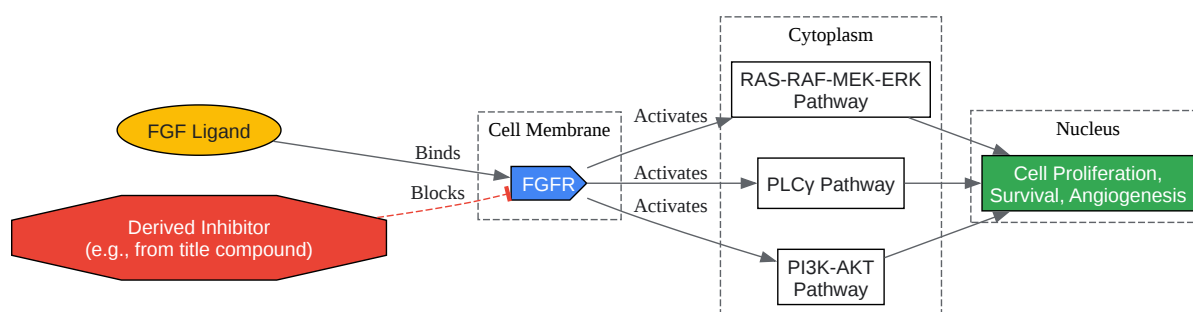 Cytoplasm
RAS-RAF-MEK-ERK
Pathway
FGF Ligand
Cell Membrane
Activates
Nucleus
Binds
FGFR
Activates
PLCγ Pathway
Cell Proliferation,
Survival, Angiogenesis
Blocks
Activates
Derived Inhibitor
(e.g., from title compound)
PI3K-AKT
Pathway